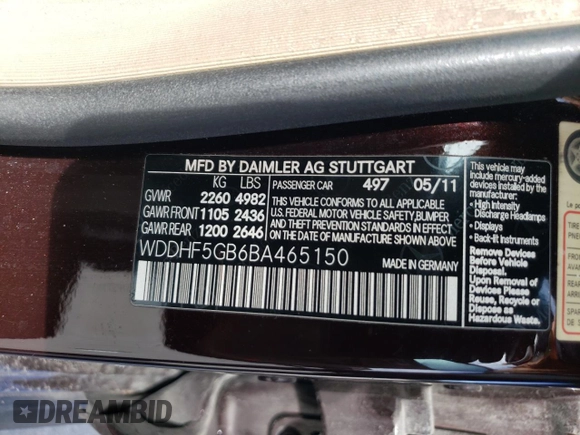 MFD BY DAIMLER AG STUTTGART
KG LBS PASSENGER CAR 497 05/11
GVWR 2260 4982
GAWR FRONT 1105 2436
GAWR REAR 1200 2646
THIS VEHICLE CONFORMS TO ALL APPLICABLE
U.S. FEDERAL MOTOR VEHICLE SAFETY,BUMPER
AND THEFT PREVENTION STANDARDS IN EFFECT
ON THE DATE OF MANUFACTURE SHOWN ABOVE
WDDHF5GB6BA465150 MADE IN GERMANY
This vehicle may
include mercury-added
devices installed by
the manufacturer:
• High Intensity
Discharge Headlamps
• Displays
• Back-lit Instruments
Remove Devices
Before Vehicle
Disposal.
Upon Removal
of Devices Please
Reuse, Recycle or
Dispose as
Hazardous Waste.
DREAMBID